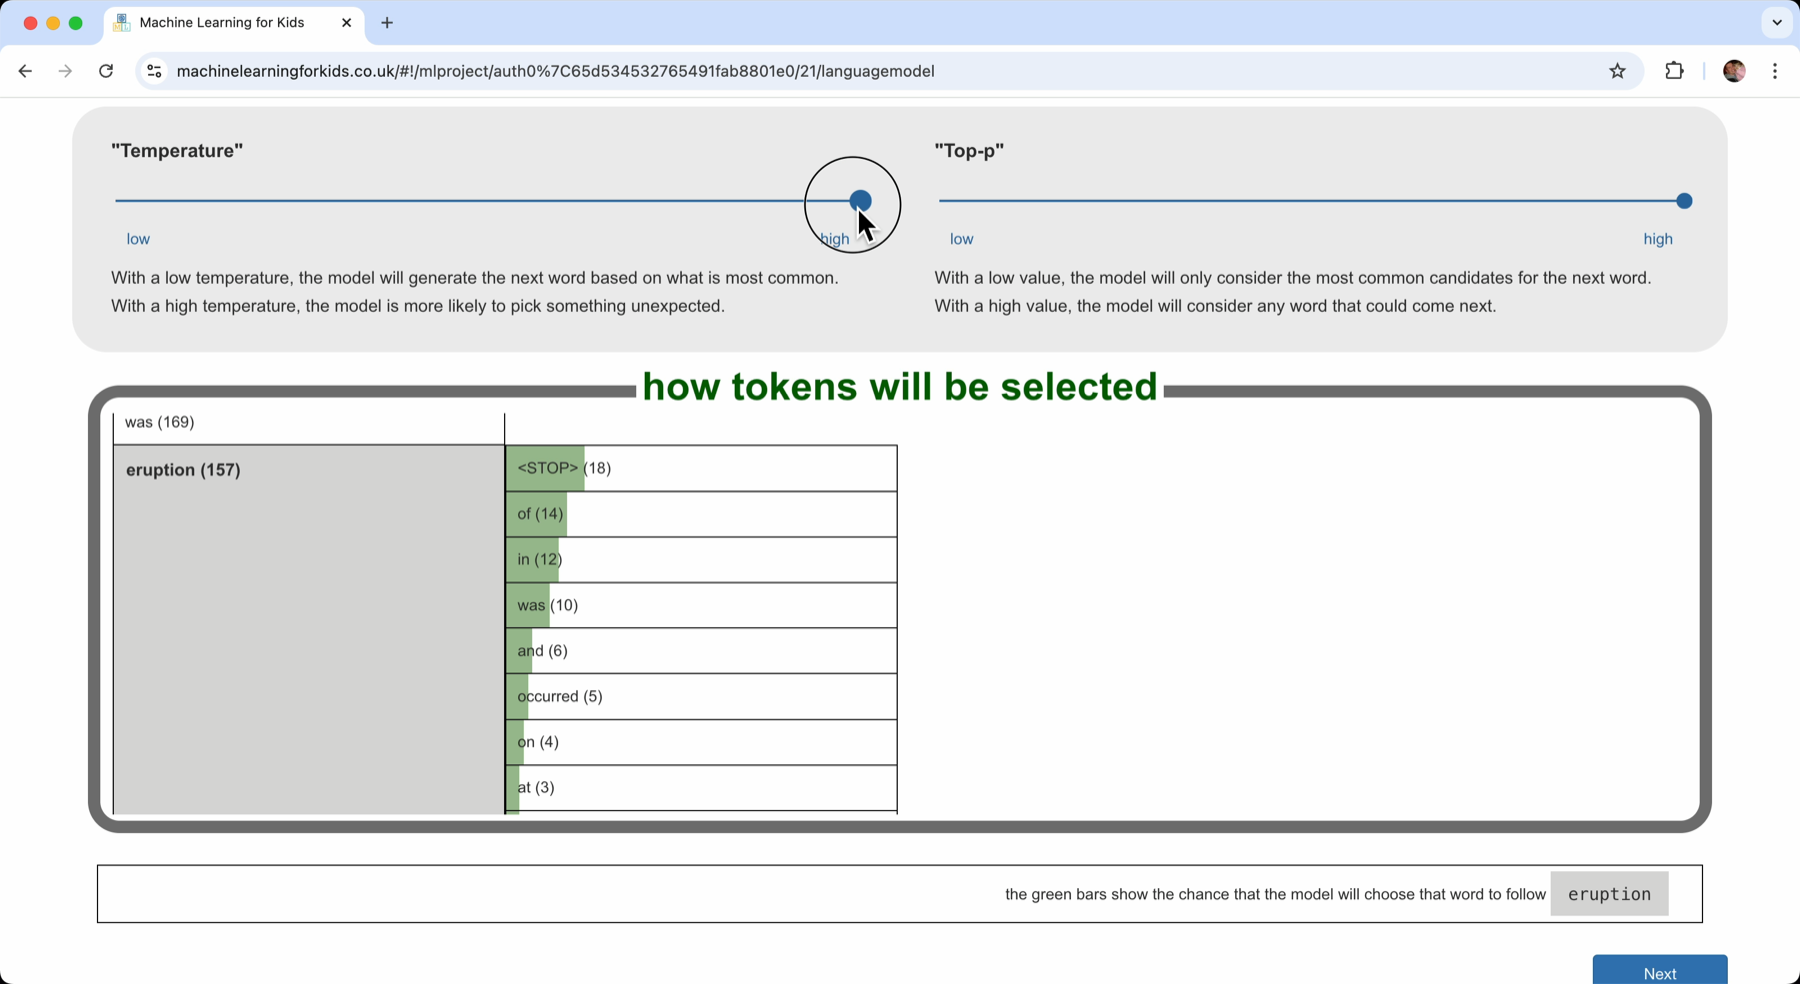 Machine Learning for Kids
machinelearningforkids.co.uk/#!/mlproject/auth0%7C65d534532765491fab8801e0/21/languagemodel
"Temperature"
low
high
With a low temperature, the model will generate the next word based on what is most common.
With a high temperature, the model is more likely to pick something unexpected.
"Top-p"
low
high
With a low value, the model will only consider the most common candidates for the next word.
With a high value, the model will consider any word that could come next.
how tokens will be selected
was (169)
eruption (157)
<STOP> (18)
of (14)
in (12)
was (10)
and (6)
occurred (5)
on (4)
at (3)
the green bars show the chance that the model will choose that word to follow eruption
Next